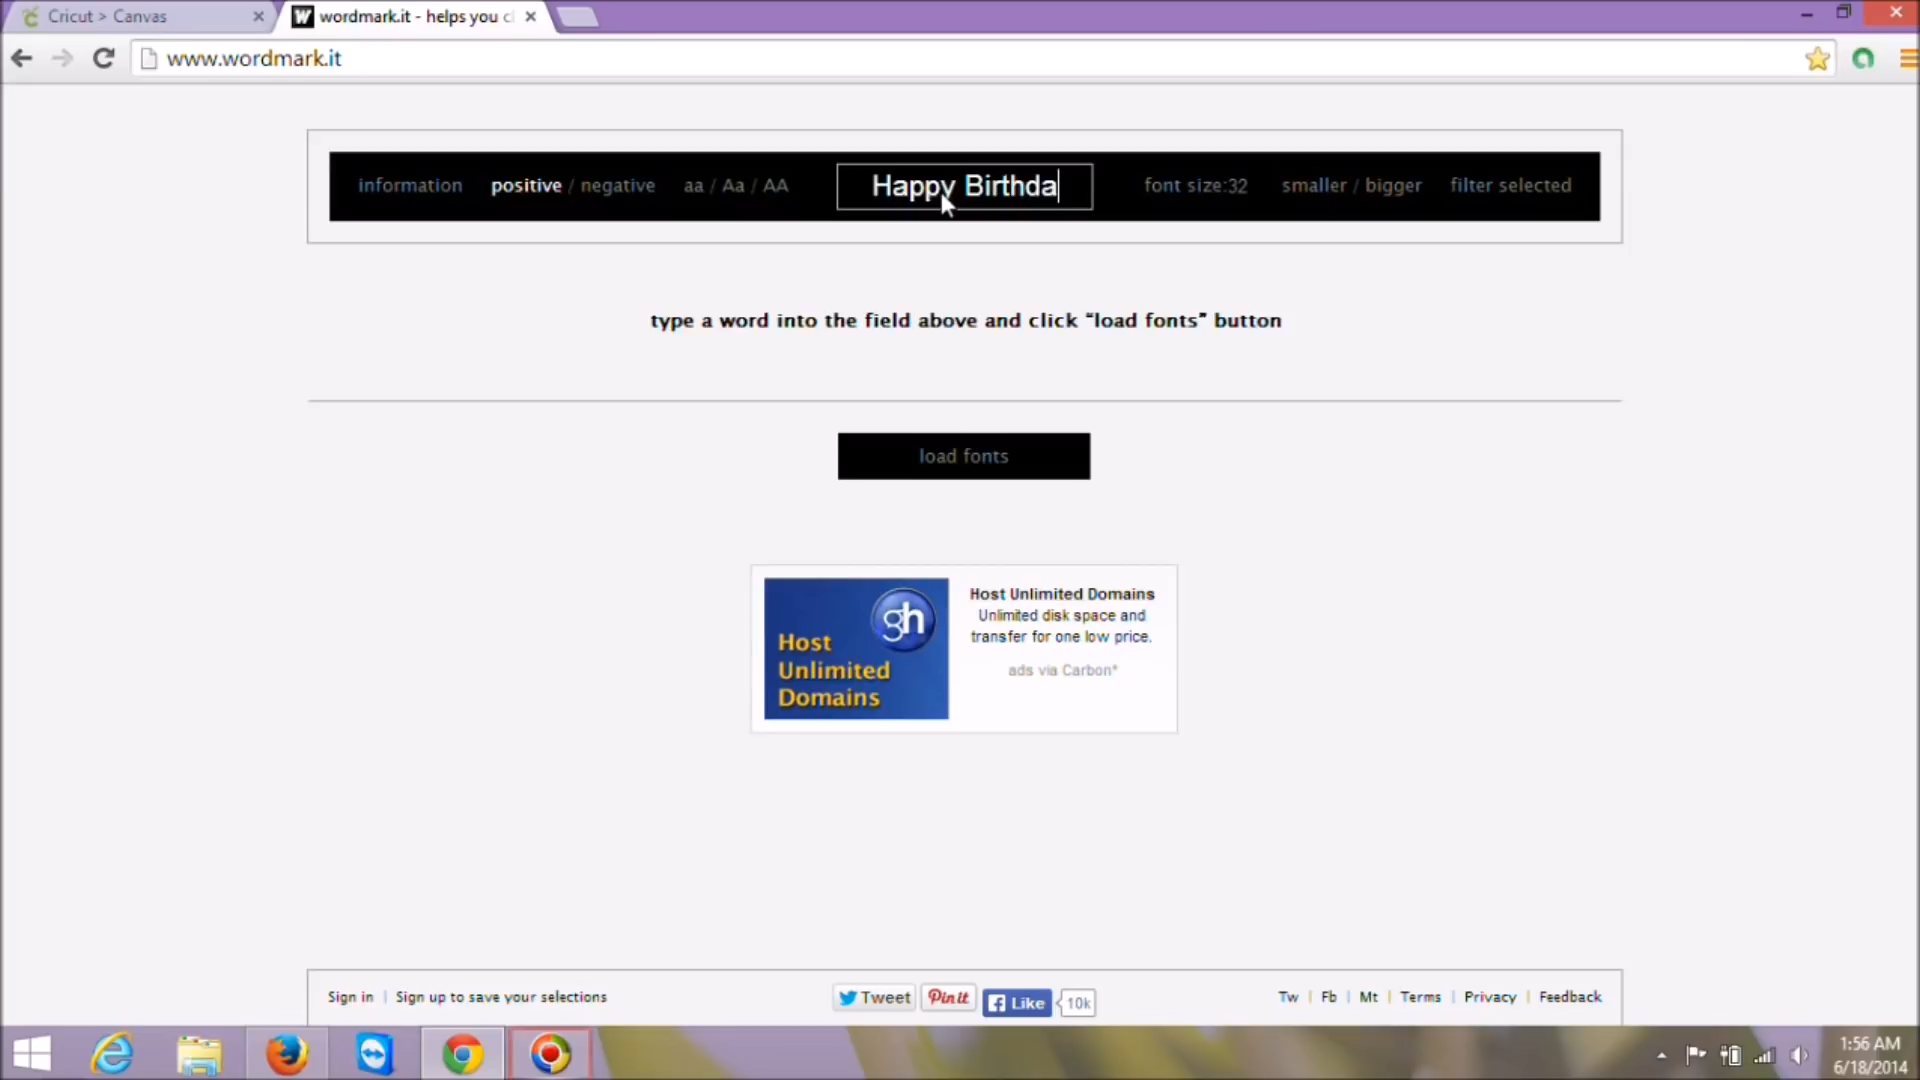 Cricut > Canvas
wordmark.it - helps you c
www.wordmark.it
information positive / negative aa / Aa / AA Happy Birthda font size:32 smaller / bigger filter selected
type a word into the field above and click “load fonts” button
load fonts
gh
Host
Unlimited
Domains
Host Unlimited Domains
Unlimited disk space and
transfer for one low price.
ads via Carbon*
Sign in | Sign up to save your selections Tweet Pin it Like 10k Tw | Fb | Mt | Terms | Privacy | Feedback
1:56 AM
6/18/2014